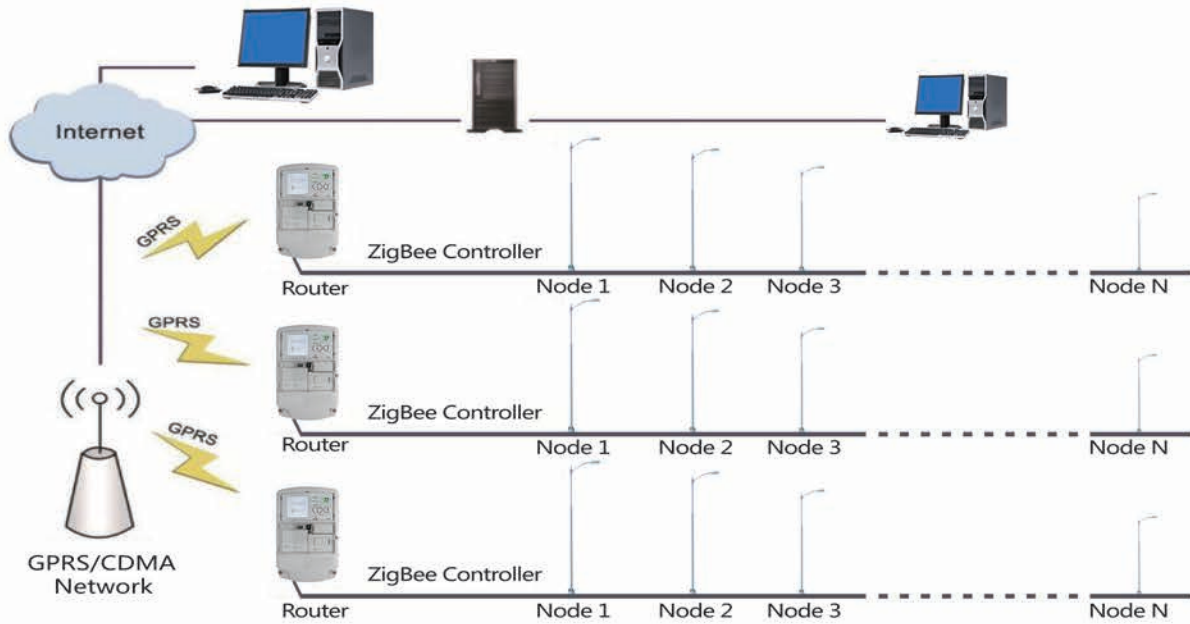 Internet
GPRS
ZigBee Controller
Router
Node 1
Node 2
Node 3
Node N
GPRS
ZigBee Controller
Router
Node 1
Node 2
Node 3
Node N
GPRS
ZigBee Controller
Router
Node 1
Node 2
Node 3
Node N
GPRS/CDMA
Network